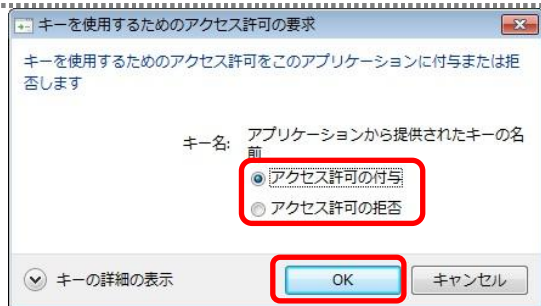 キーを使用するためのアクセス許可の要求
キーを使用するためのアクセス許可をこのアプリケーションに付与または拒
否します
キー名:
アプリケーションから提供されたキーの名
前
アクセス許可の付与
アクセス許可の拒否
キーの詳細の表示
OK
キャンセル